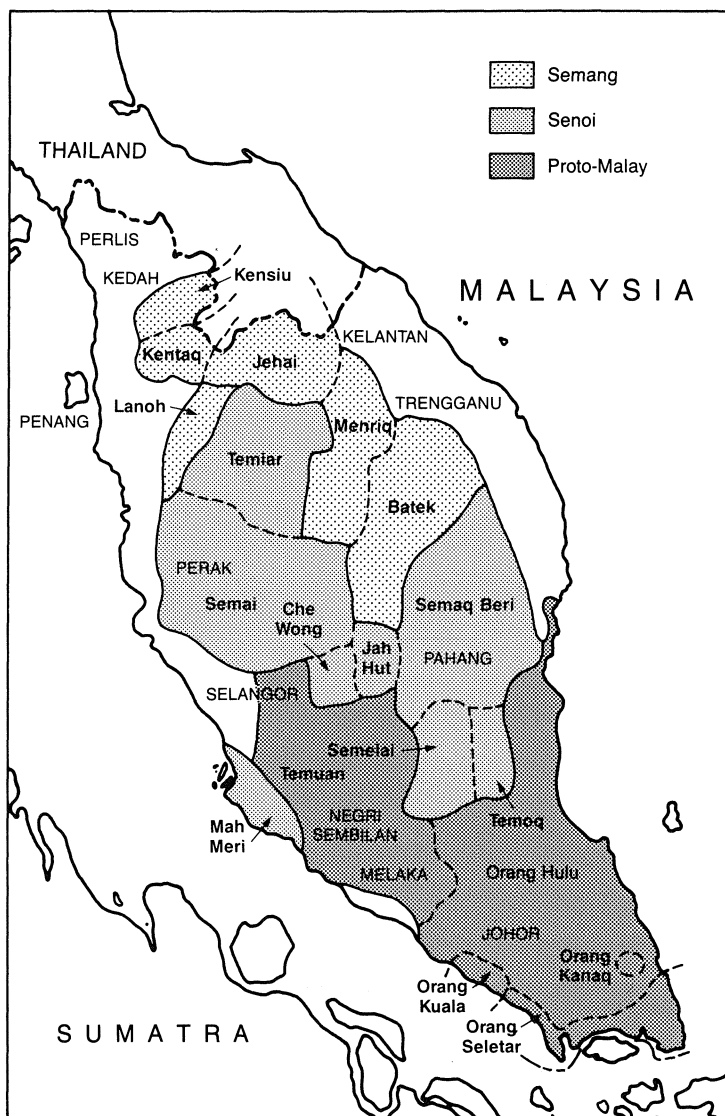 Semang
Senoi
Proto-Malay
THAILAND
PERLIS
KEDAH
Kensiu
MALAYSIA
KELANTAN
Kentaq
Jehai
Lanoh
TRENGGANU
PENANG
Menriq
Temiar
Batek
PERAK
Semai
Che
Wong
Semaq Beri
Jah
Hut
PAHANG
SELANGOR
Semelai
Temuan
Mah
Meri
NEGRI
SEMBILAN
Temoq
MELAKA
Orang Hulu
JOHOR
Orang
Kanaq
Orang
Kuala
Orang
Seletar
SUMATRA